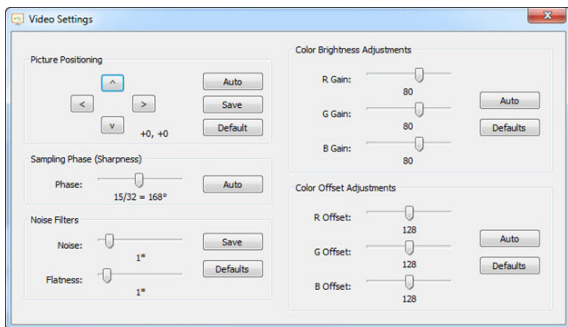 Video Settings
Picture Positioning
^
<
>
v
+0, +0
Auto
Save
Default
Sampling Phase (Sharpness)
Phase:
15/32 = 168°
Auto
Noise Filters
Noise:
1*
Flatness:
1*
Save
Defaults
Color Brightness Adjustments
R Gain:
80
G Gain:
80
B Gain:
80
Auto
Defaults
Color Offset Adjustments
R Offset:
128
G Offset:
128
B Offset:
128
Auto
Defaults